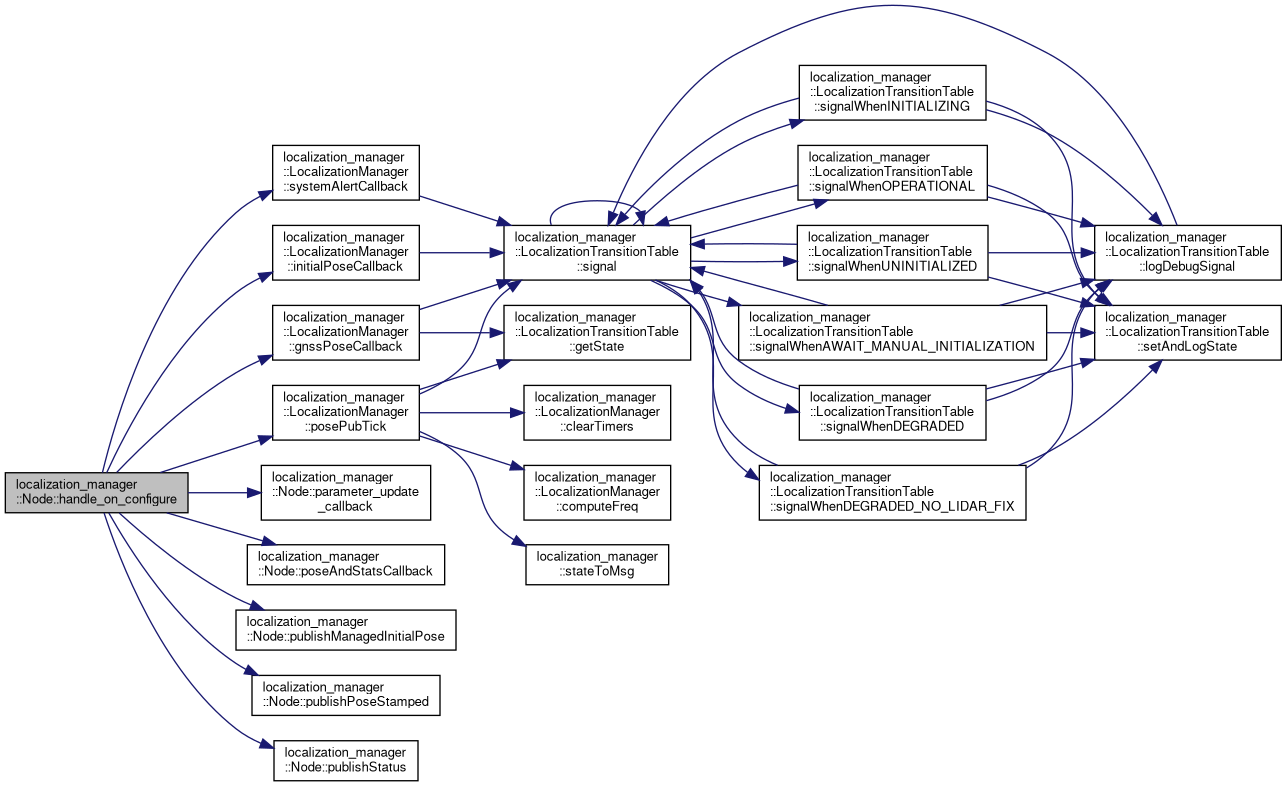 localization_manager
::Node::handle_on_configure
localization_manager
::LocalizationManager
::systemAlertCallback
localization_manager
::LocalizationManager
::initialPoseCallback
localization_manager
::LocalizationManager
::gnssPoseCallback
localization_manager
::LocalizationManager
::posePubTick
localization_manager
::Node::parameter_update
_callback
localization_manager
::Node::poseAndStatsCallback
localization_manager
::Node::publishManagedInitialPose
localization_manager
::Node::publishPoseStamped
localization_manager
::Node::publishStatus
localization_manager
::LocalizationTransitionTable
::signal
localization_manager
::LocalizationTransitionTable
::getState
localization_manager
::LocalizationManager
::clearTimers
localization_manager
::LocalizationManager
::computeFreq
localization_manager
::stateToMsg
localization_manager
::LocalizationTransitionTable
::signalWhenINITIALIZING
localization_manager
::LocalizationTransitionTable
::signalWhenOPERATIONAL
localization_manager
::LocalizationTransitionTable
::signalWhenUNINITIALIZED
localization_manager
::LocalizationTransitionTable
::signalWhenAWAIT_MANUAL_INITIALIZATION
localization_manager
::LocalizationTransitionTable
::signalWhenDEGRADED
localization_manager
::LocalizationTransitionTable
::signalWhenDEGRADED_NO_LIDAR_FIX
localization_manager
::LocalizationTransitionTable
::logDebugSignal
localization_manager
::LocalizationTransitionTable
::setAndLogState